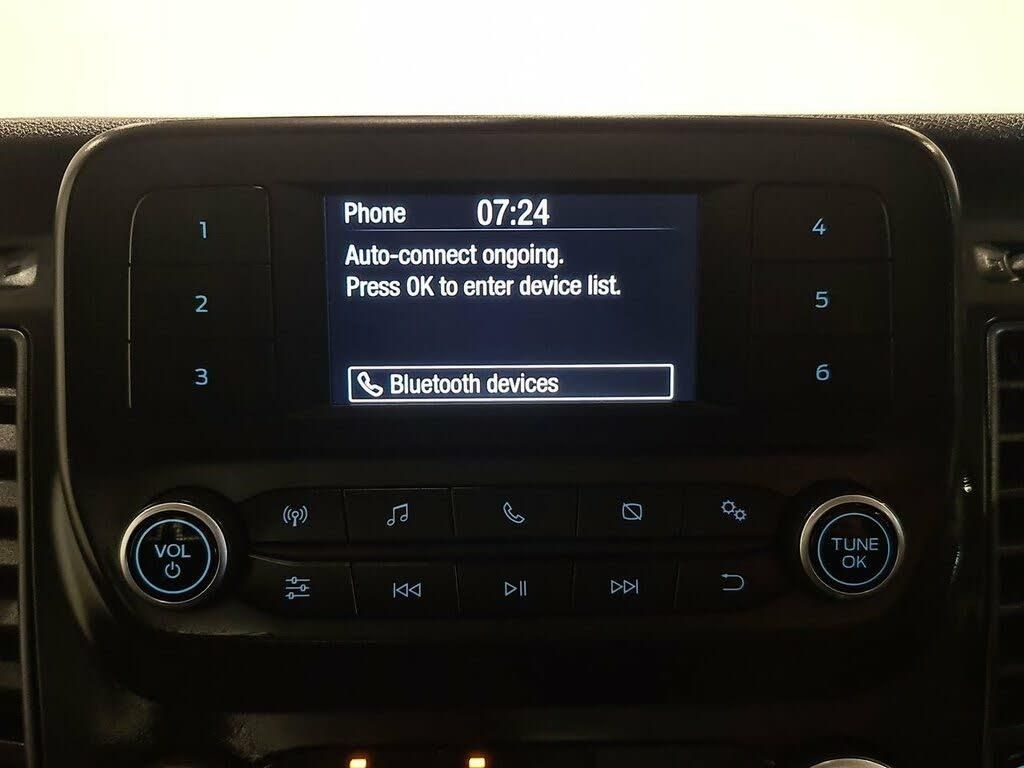 Phone 07:24
Auto-connect ongoing.
Press OK to enter device list.
Bluetooth devices
1
2
3
4
5
6
VOL
TUNE
OK